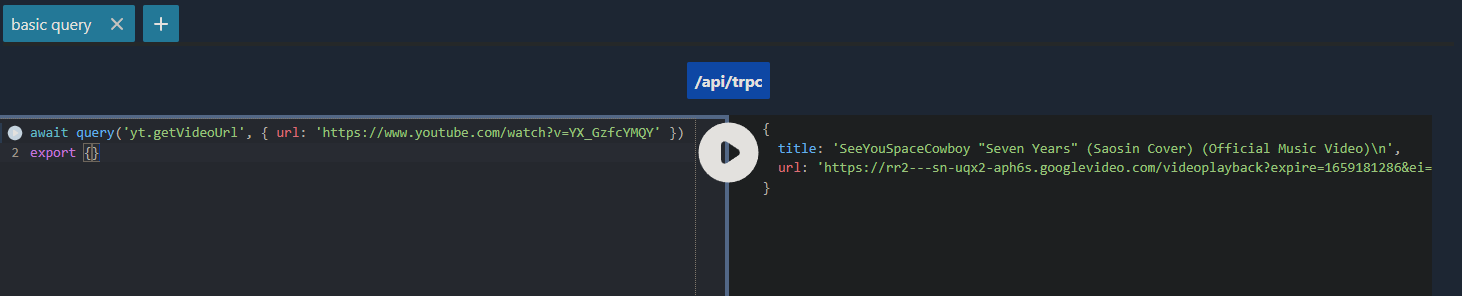 basic query
/api/trpc
await query('yt.getVideoUrl', { url: 'https://www.youtube.com/watch?v=YX_GzfcYMQY' })
2 export {}
{
title: 'SeeYouSpaceCowboy "Seven Years" (Saosin Cover) (Official Music Video)\n',
url: 'https://rr2---sn-uqx2-aph6s.googlevideo.com/videoplayback?expire=1659181286&ei=
}